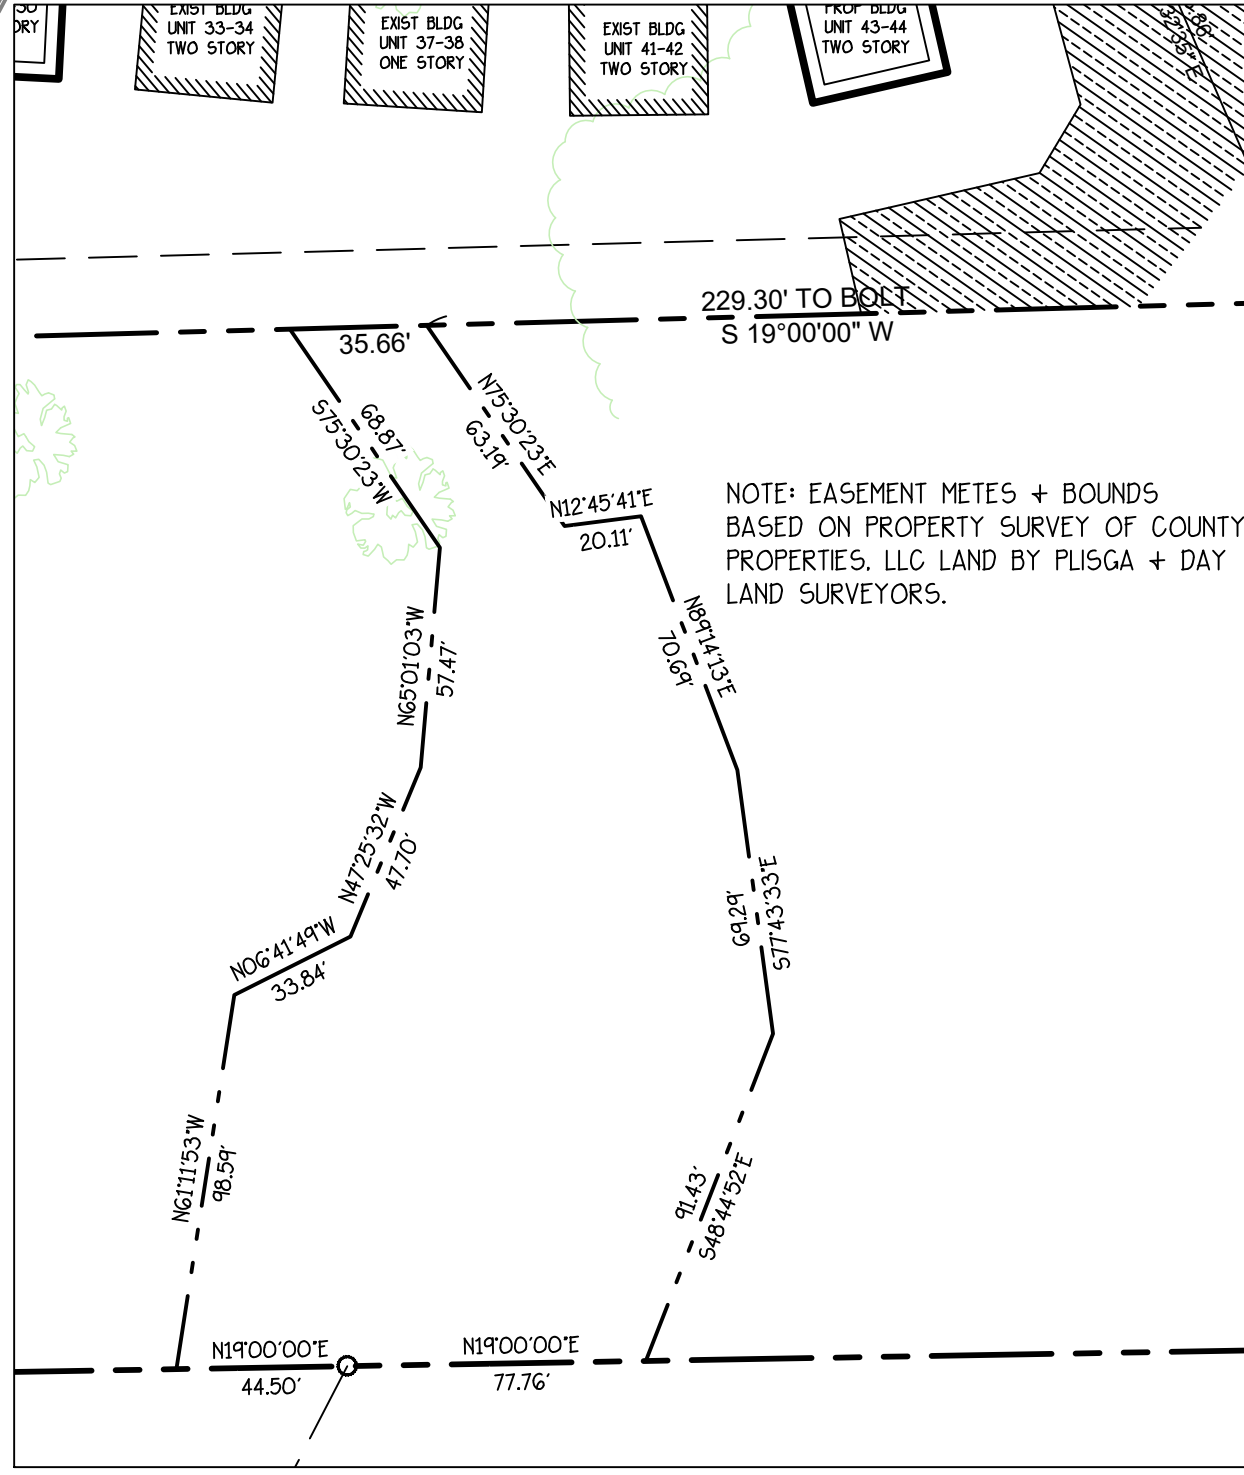 ORY
EXIST BLDG
UNIT 33-34
TWO STORY
EXIST BLDG
UNIT 37-38
ONE STORY
EXIST BLDG
UNIT 41-42
TWO STORY
PROP BLDG
UNIT 43-44
TWO STORY
32'35"E
229.30' TO BOLT
S 19°00'00" W
35.66'
S75°30'23"W
68.87'
N75°30'23"E
63.19'
N12°45'41"E
20.11'
NOTE: EASEMENT METES + BOUNDS
BASED ON PROPERTY SURVEY OF COUNTY
PROPERTIES, LLC LAND BY PLISGA + DAY
LAND SURVEYORS.
N65°01'03"W
57.47'
N89°14'13"E
70.69'
N47°25'32"W
47.70'
S77°43'33"E
69.29'
N06°41'49"W
33.84'
N61°11'53"W
98.59'
91.43'
S48°44'52"E
N19°00'00"E
44.50'
N19°00'00"E
77.76'